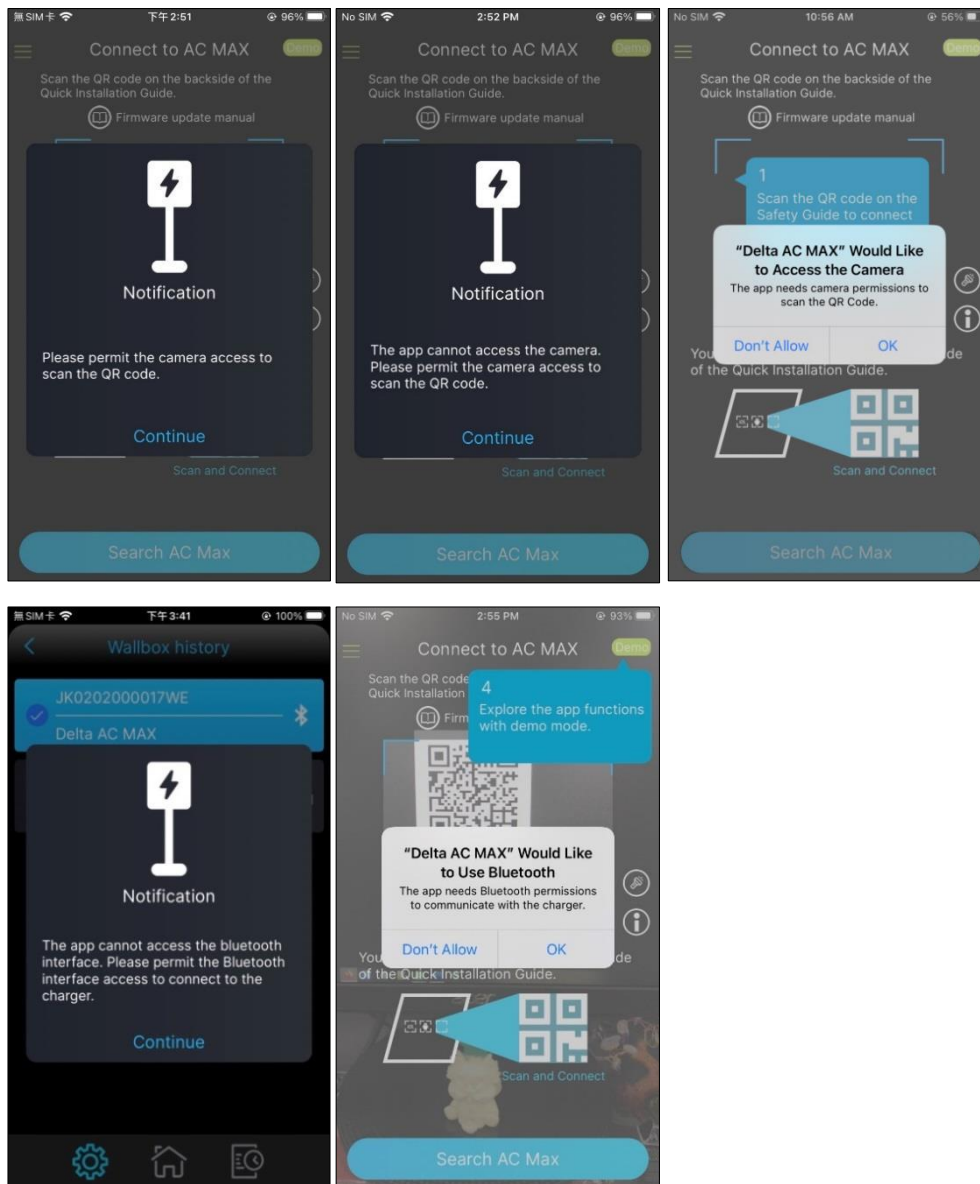 無SIM卡 下午2:51 96%
Connect to AC MAX Demo
Scan the QR code on the backside of the
Quick Installation Guide.
Firmware update manual
Notification
Please permit the camera access to
scan the QR code.
Continue
Scan and Connect
Search AC Max
No SIM 2:52 PM 96%
Connect to AC MAX Demo
Scan the QR code on the backside of the
Quick Installation Guide.
Firmware update manual
Notification
The app cannot access the camera.
Please permit the camera access to
scan the QR code.
Continue
Scan and Connect
Search AC Max
No SIM 10:56 AM 56%
Connect to AC MAX Demo
Scan the QR code on the backside of the
Quick Installation Guide.
Firmware update manual
1
Scan the QR code on the
Safety Guide to connect
“Delta AC MAX” Would Like
to Access the Camera
The app needs camera permissions to
scan the QR Code.
Don't Allow OK
You de
of the Quick Installation Guide.
Scan and Connect
Search AC Max
無SIM卡 下午3:41 100%
Wallbox history
JK0202000017WE
Delta AC MAX
Notification
The app cannot access the bluetooth
interface. Please permit the Bluetooth
interface access to connect to the
charger.
Continue
No SIM 2:55 PM 93%
Connect to AC MAX Demo
Scan the QR code
Quick Installation
Firm
4
Explore the app functions
with demo mode.
“Delta AC MAX” Would Like
to Use Bluetooth
The app needs Bluetooth permissions
to communicate with the charger.
Don't Allow OK
You de
of the Quick Installation Guide.
Scan and Connect
Search AC Max